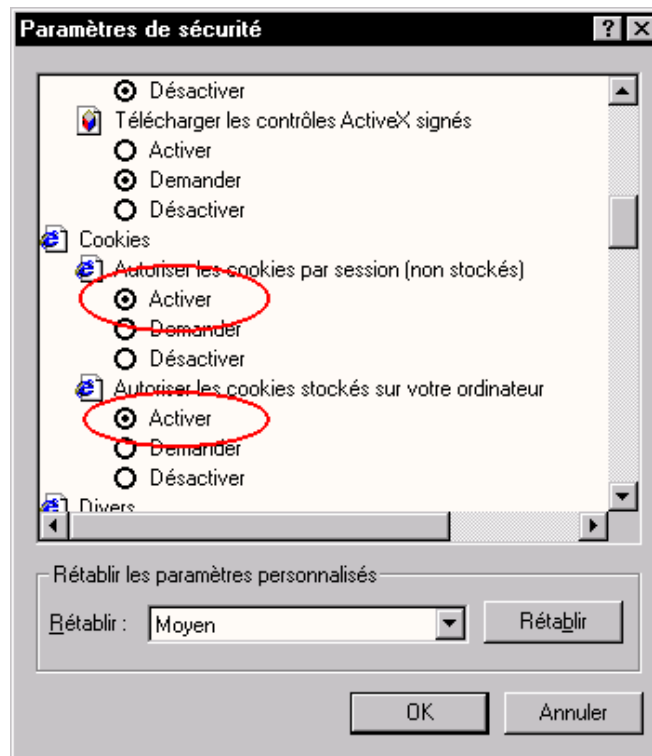 Paramètres de sécurité
Désactiver
Télécharger les contrôles ActiveX signés
Activer
Demander
Désactiver
Cookies
Autoriser les cookies par session (non stockés)
Activer
Demander
Désactiver
Autoriser les cookies stockés sur votre ordinateur
Activer
Demander
Désactiver
Divers
Rétablir les paramètres personnalisés
Rétablir : Moyen Rétablir
OK Annuler